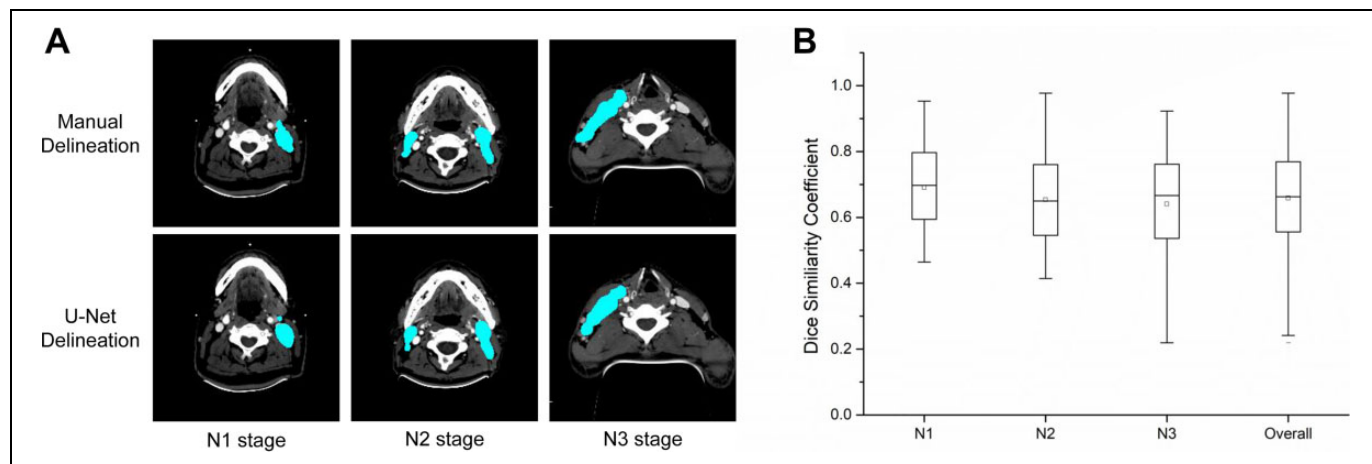 A
Manual
Delineation
U-Net
Delineation
N1 stage
N2 stage
N3 stage
B
Dice Similiarity Coefficient
1.0
0.8
0.6
0.4
0.2
0.0
N1
N2
N3
Overall